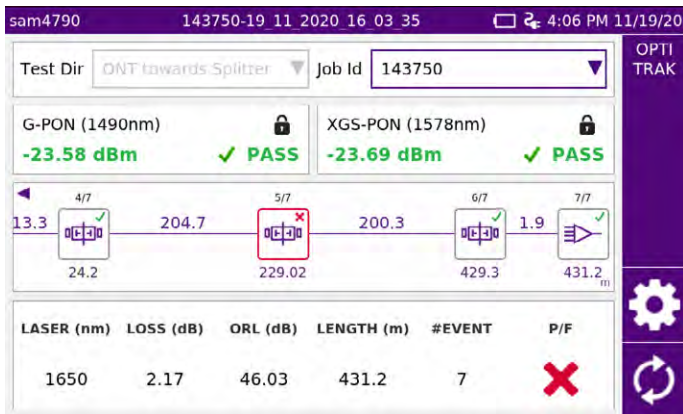 sam4790 143750-19_11_2020_16_03_35 4:06 PM 11/19/20
OPTI
TRAK
Test Dir ONT towards Splitter Job Id 143750
G-PON (1490nm) XGS-PON (1578nm)
-23.58 dBm ✓ PASS -23.69 dBm ✓ PASS
4/7 5/7 6/7 7/7
13.3 204.7 200.3 1.9
24.2 229.02 429.3 431.2
m
LASER (nm) LOSS (dB) ORL (dB) LENGTH (m) #EVENT P/F
1650 2.17 46.03 431.2 7